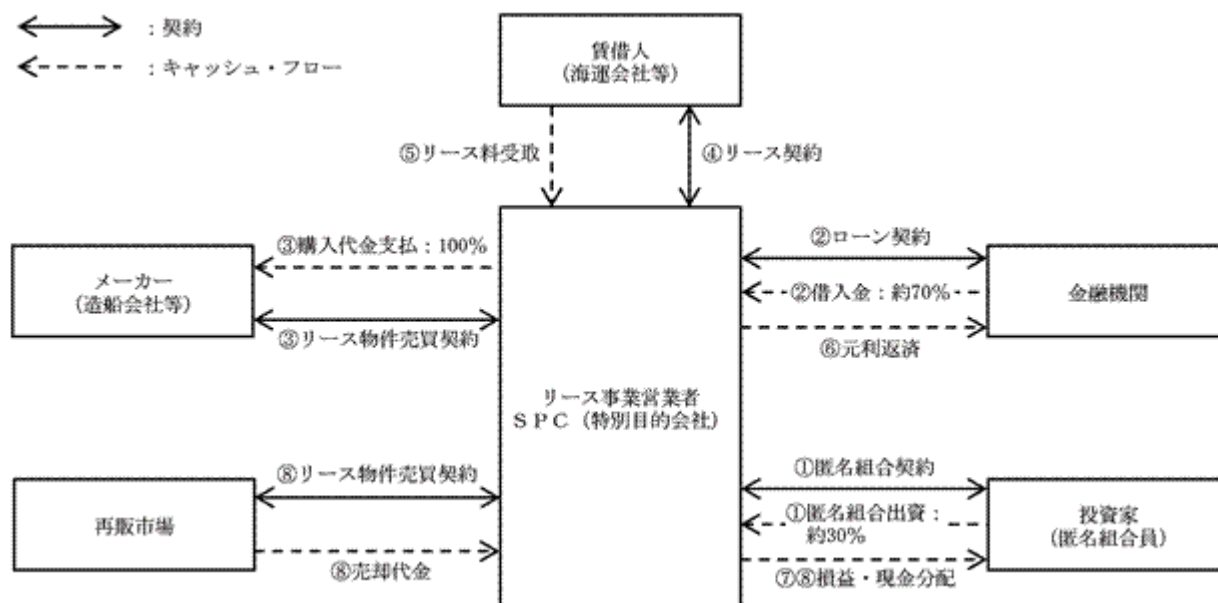 ：契約
：キャッシュ・フロー
賃借人
（海運会社等）
⑤リース料受取
④リース契約
③購入代金支払：100％
メーカー
（造船会社等）
③リース物件売買契約
②ローン契約
②借入金：約70％
金融機関
⑥元利返済
リース事業営業者
ＳＰＣ（特別目的会社）
⑧リース物件売買契約
再販市場
⑧売却代金
①匿名組合契約
①匿名組合出資：
約30％
投資家
（匿名組合員）
⑦⑧損益・現金分配